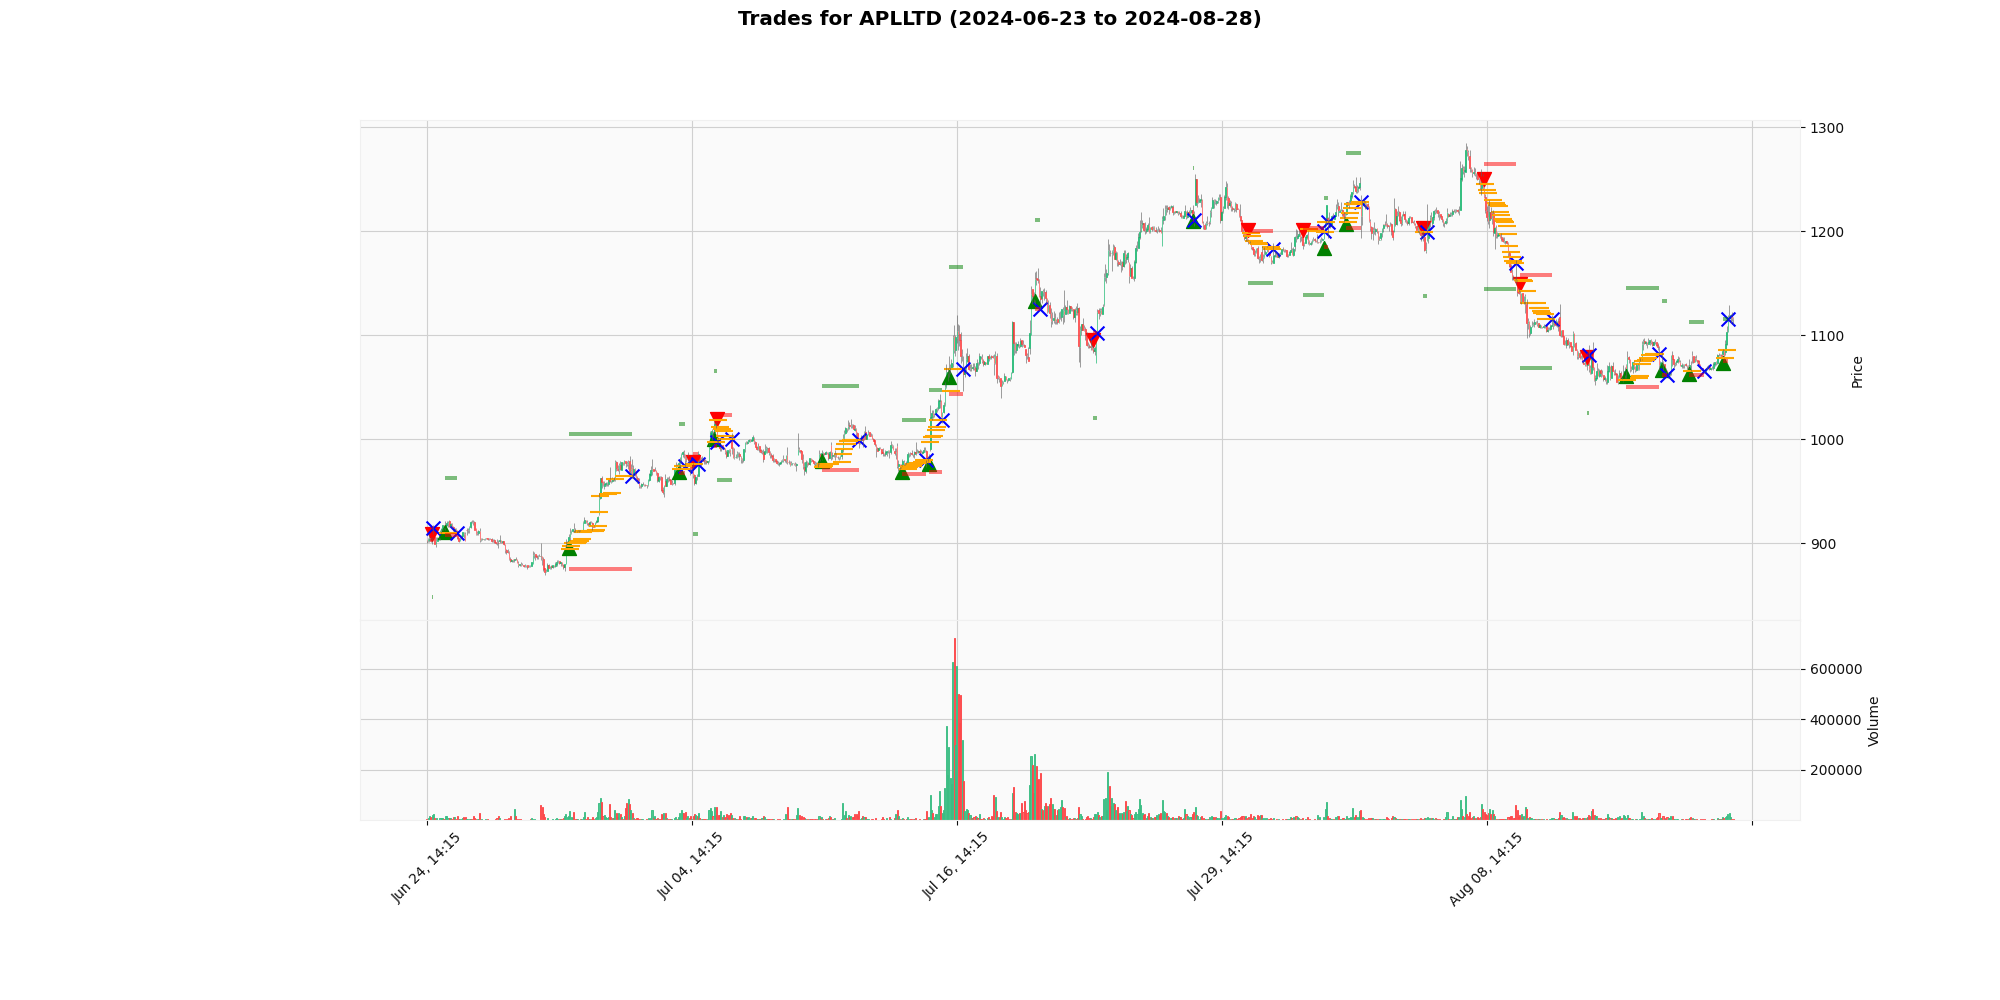 Trades for APLLTD (2024-06-23 to 2024-08-28)
1300
1200
1100
1000
900
Price
600000
400000
200000
Volume
Jun 24, 14:15
Jul 04, 14:15
Jul 16, 14:15
Jul 29, 14:15
Aug 08, 14:15